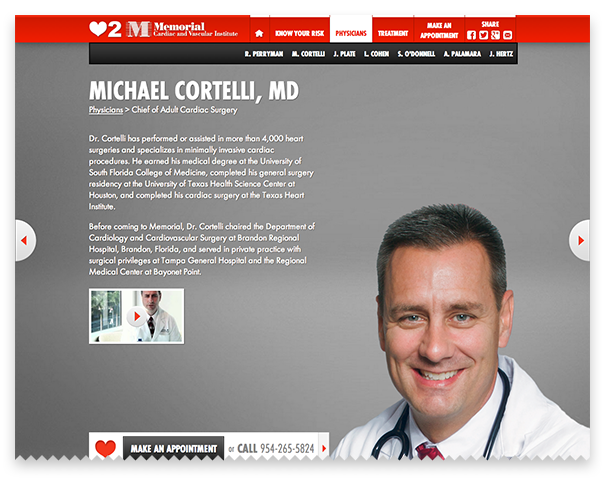 2 M Memorial
Cardiac and Vascular Institute
KNOW YOUR RISK
PHYSICIANS
TREATMENT
MAKE AN
APPOINTMENT
SHARE
R. PERRYMAN M. CORTELLI J. PLATE L. COHEN S. O'DONNELL A. PALAMARA J. HERTZ
MICHAEL CORTELLI, MD
Physicians > Chief of Adult Cardiac Surgery
Dr. Cortelli has performed or assisted in more than 4,000 heart
surgeries and specializes in minimally invasive cardiac
procedures. He earned his medical degree at the University of
South Florida College of Medicine, completed his general surgery
residency at the University of Texas Health Science Center at
Houston, and completed his cardiac surgery at the Texas Heart
Institute.
Before coming to Memorial, Dr. Cortelli chaired the Department of
Cardiology and Cardiovascular Surgery at Brandon Regional
Hospital, Brandon, Florida, and served in private practice with
surgical privileges at Tampa General Hospital and the Regional
Medical Center at Bayonet Point.
MAKE AN APPOINTMENT or CALL 954-265-5824